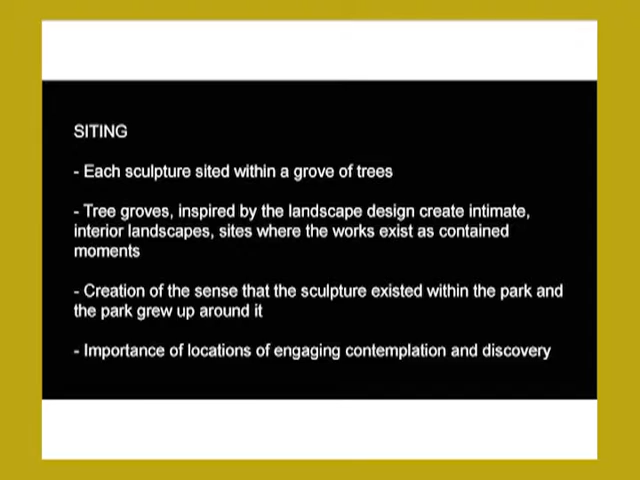 SITING
- Each sculpture sited within a grove of trees
- Tree groves, inspired by the landscape design create intimate,
interior landscapes, sites where the works exist as contained
moments
- Creation of the sense that the sculpture existed within the park and
the park grew up around it
- Importance of locations of engaging contemplation and discovery